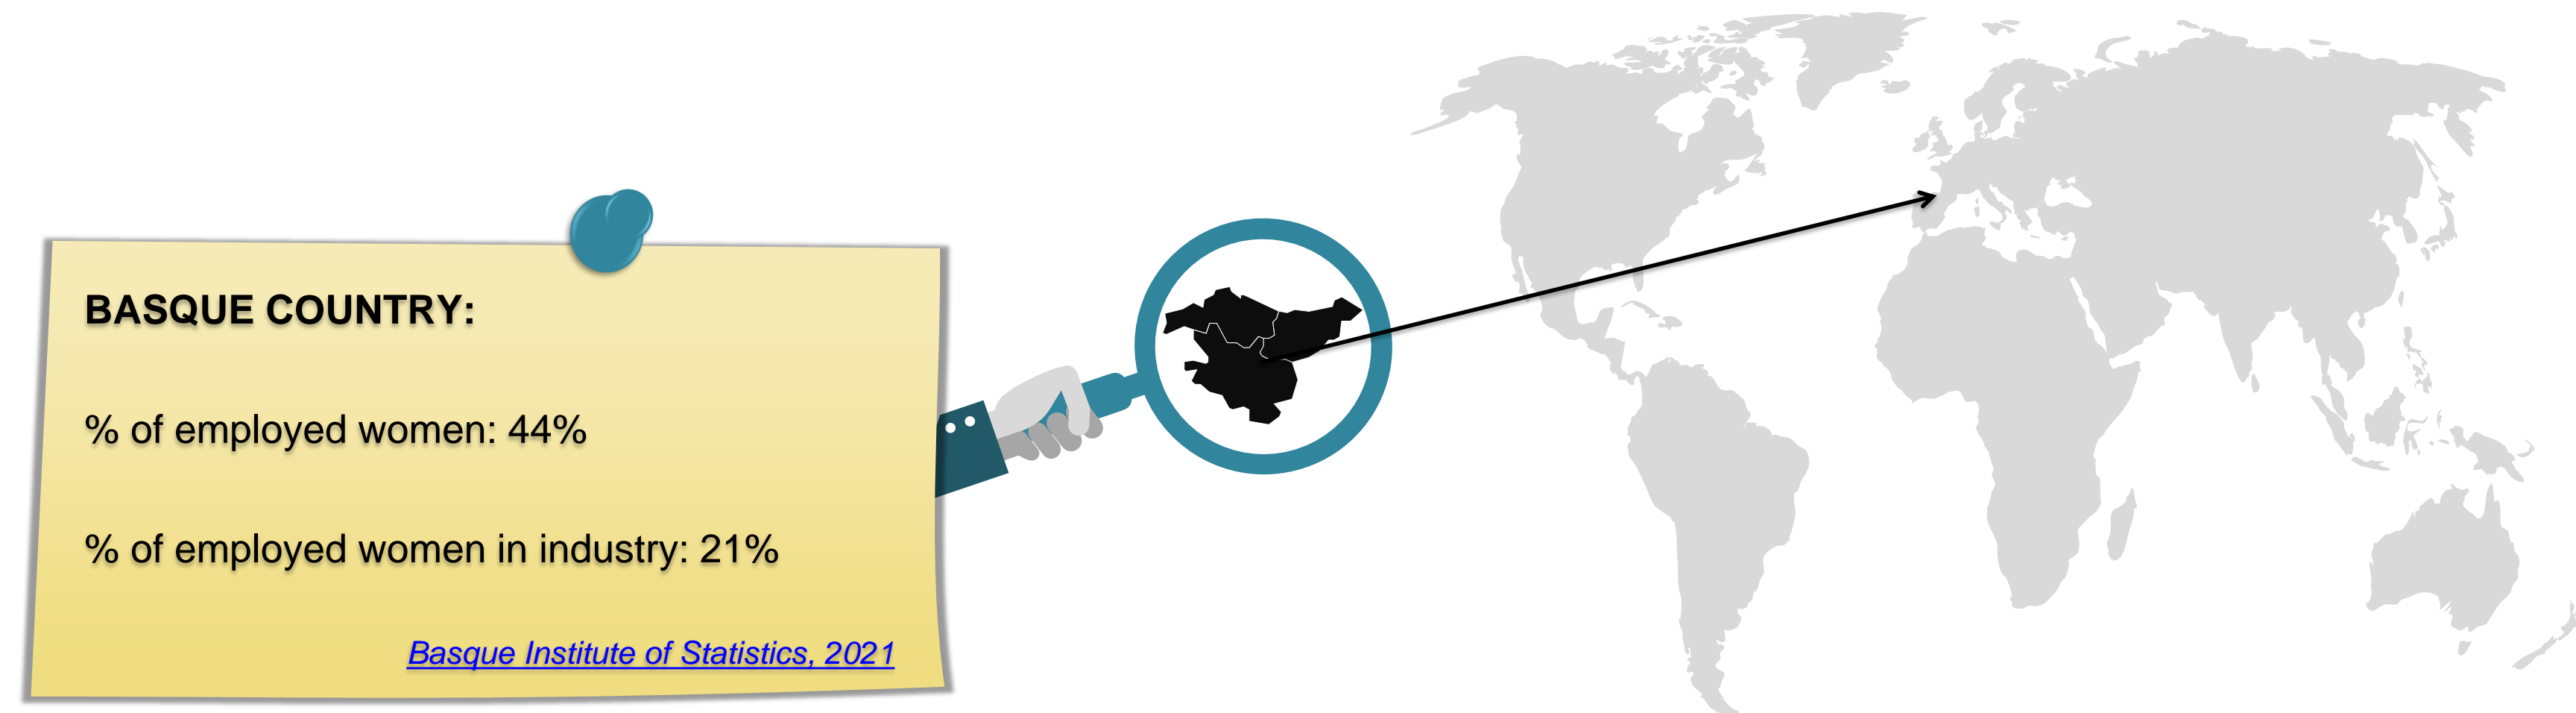 BASQUE COUNTRY:
% of employed women: 44%
% of employed women in industry: 21%
Basque Institute of Statistics, 2021